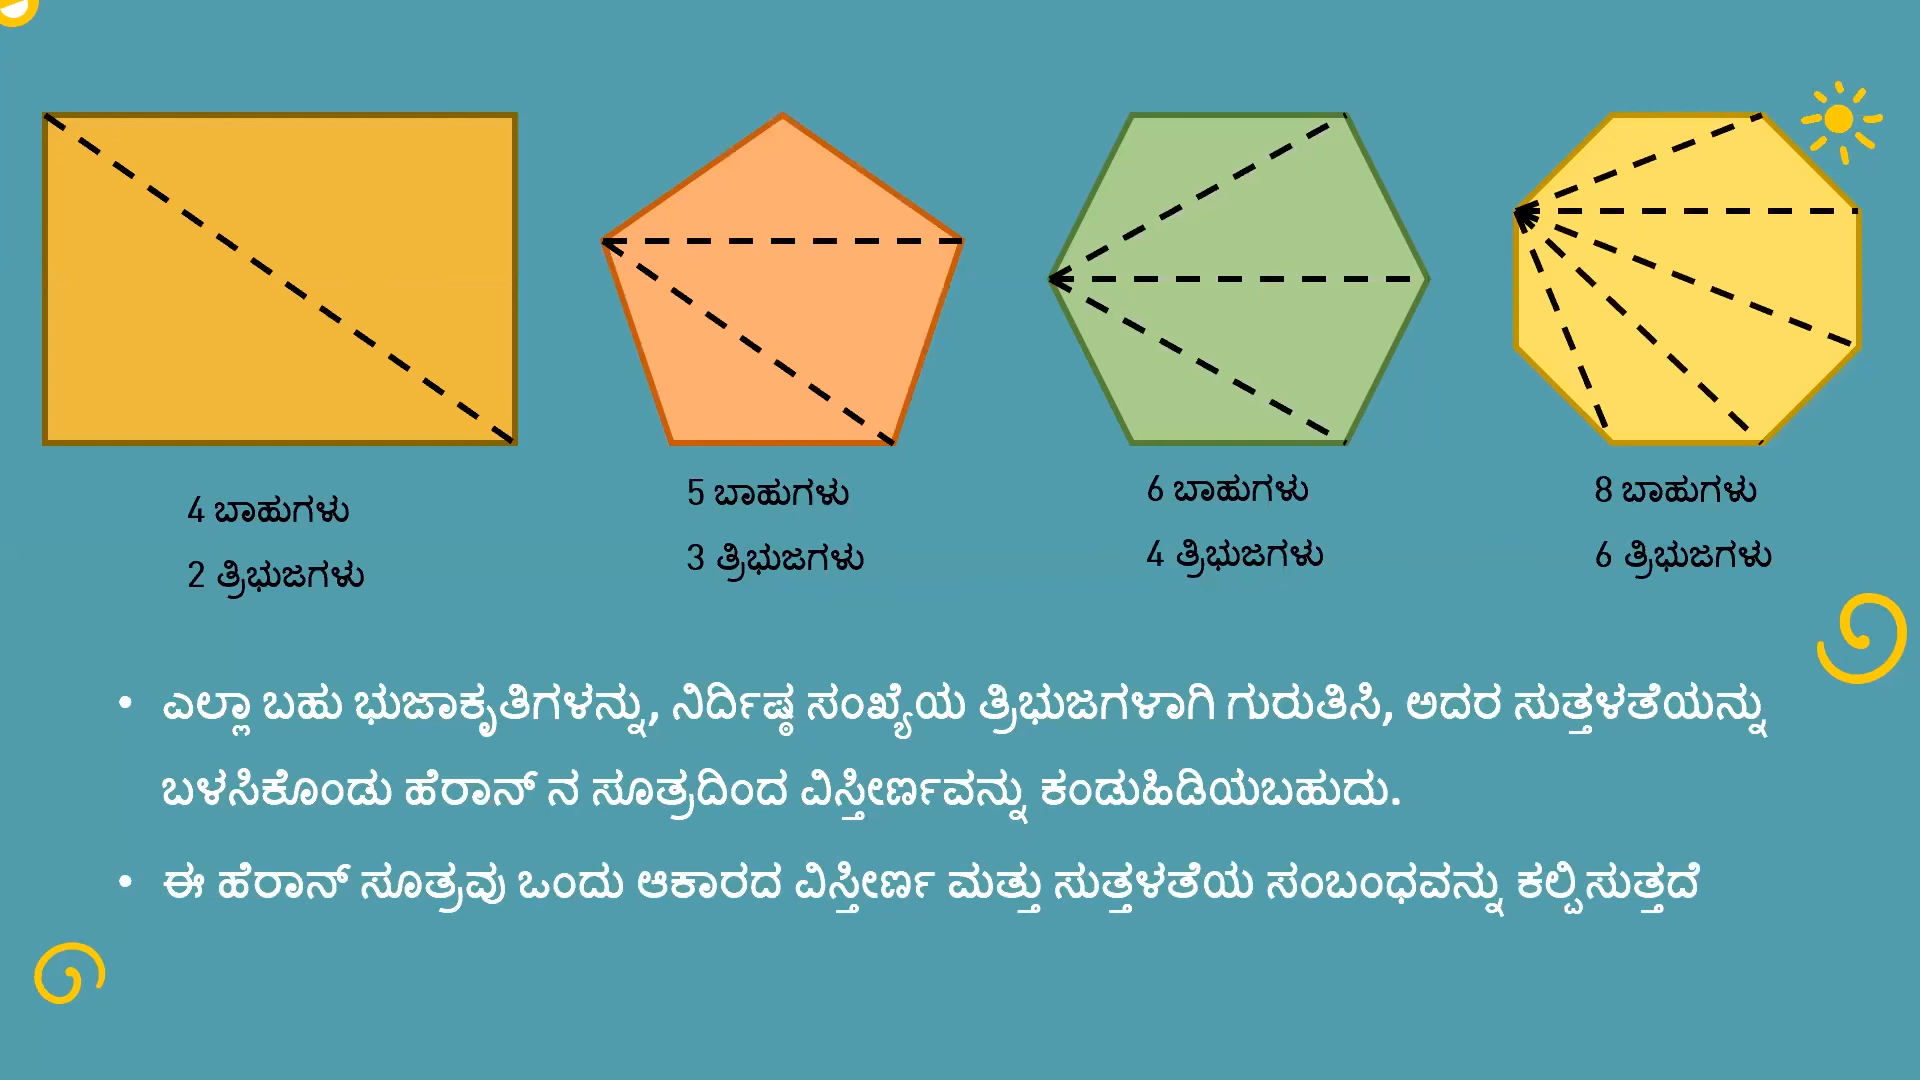 4 ಬಾಹುಗಳು
2 ತ್ರಿಭುಜಗಳು
5 ಬಾಹುಗಳು
3 ತ್ರಿಭುಜಗಳು
6 ಬಾಹುಗಳು
4 ತ್ರಿಭುಜಗಳು
8 ಬಾಹುಗಳು
6 ತ್ರಿಭುಜಗಳು
• ಎಲ್ಲಾ ಬಹು ಭುಜಾಕೃತಿಗಳನ್ನು, ನಿರ್ದಿಷ್ಠ ಸಂಖ್ಯೆಯ ತ್ರಿಭುಜಗಳಾಗಿ ಗುರುತಿಸಿ, ಅದರ ಸುತ್ತಳತೆಯನ್ನು
ಬಳಸಿಕೊಂಡು ಹೆರಾನ್ ನ ಸೂತ್ರದಿಂದ ವಿಸ್ತೀರ್ಣವನ್ನು ಕಂಡುಹಿಡಿಯಬಹುದು.
• ಈ ಹೆರಾನ್ ಸೂತ್ರವು ಒಂದು ಆಕಾರದ ವಿಸ್ತೀರ್ಣ ಮತ್ತು ಸುತ್ತಳತೆಯ ಸಂಬಂಧವನ್ನು ಕಲ್ಪಿಸುತ್ತದೆ